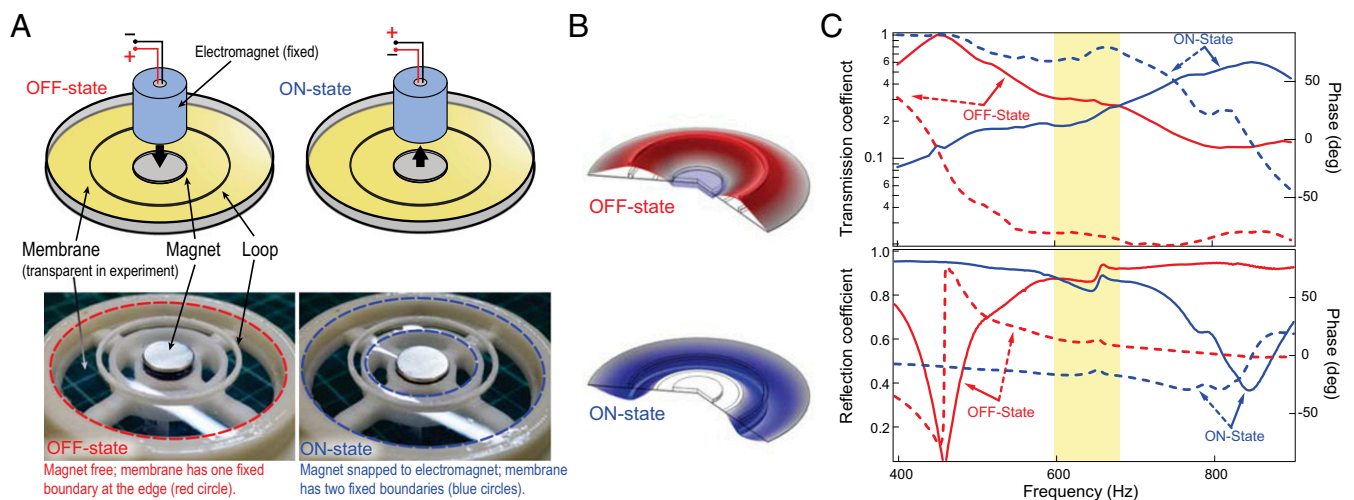 A
−
+
Electromagnet (fixed)
OFF-state
+
−
ON-state
Membrane
(transparent in experiment)
Magnet
Loop
OFF-state
Magnet free; membrane has one fixed
boundary at the edge (red circle).
ON-state
Magnet snapped to electromagnet; membrane
has two fixed boundaries (blue circles).
B
OFF-state
ON-state
C
Transmission coeffienct
1
8
6
4
2
0.1
8
6
4
2
ON-State
OFF-State
50
0
-50
Phase (deg)
Reflection coefficient
1.0
0.8
0.6
0.4
0.2
OFF-State
ON-State
50
0
-50
Phase (deg)
400
600
800
Frequency (Hz)